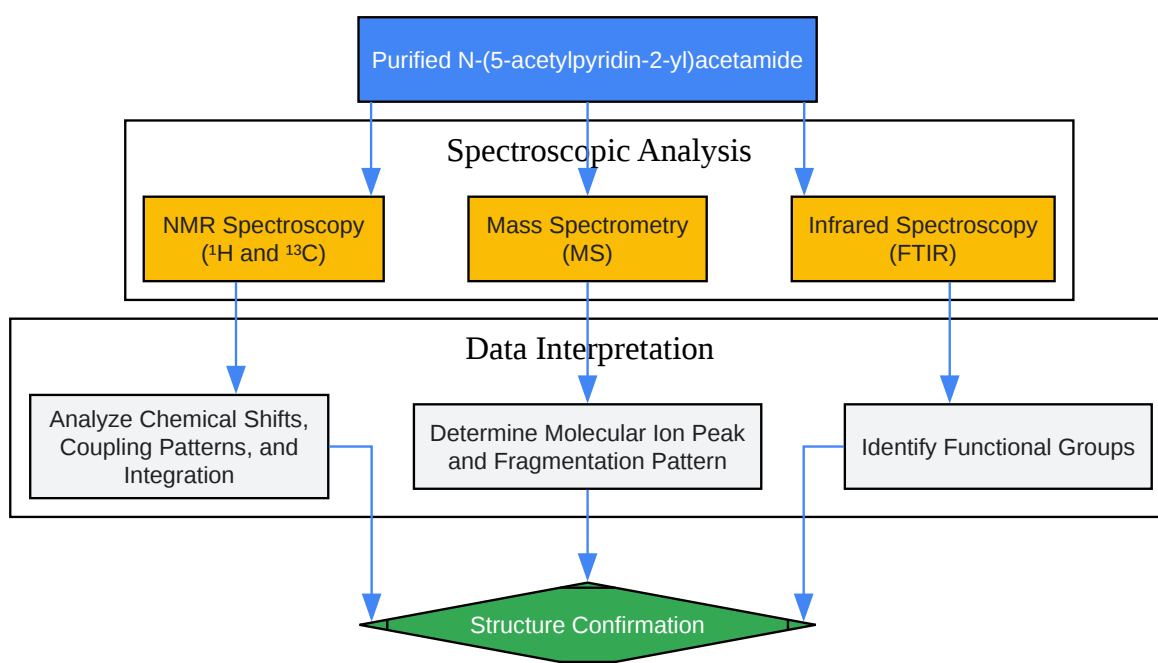 Purified N-(5-acetylpyridin-2-yl)acetamide
Spectroscopic Analysis
NMR Spectroscopy
(¹H and ¹³C)
Mass Spectrometry
(MS)
Infrared Spectroscopy
(FTIR)
Data Interpretation
Analyze Chemical Shifts,
Coupling Patterns, and
Integration
Determine Molecular Ion Peak
and Fragmentation Pattern
Identify Functional Groups
Structure Confirmation